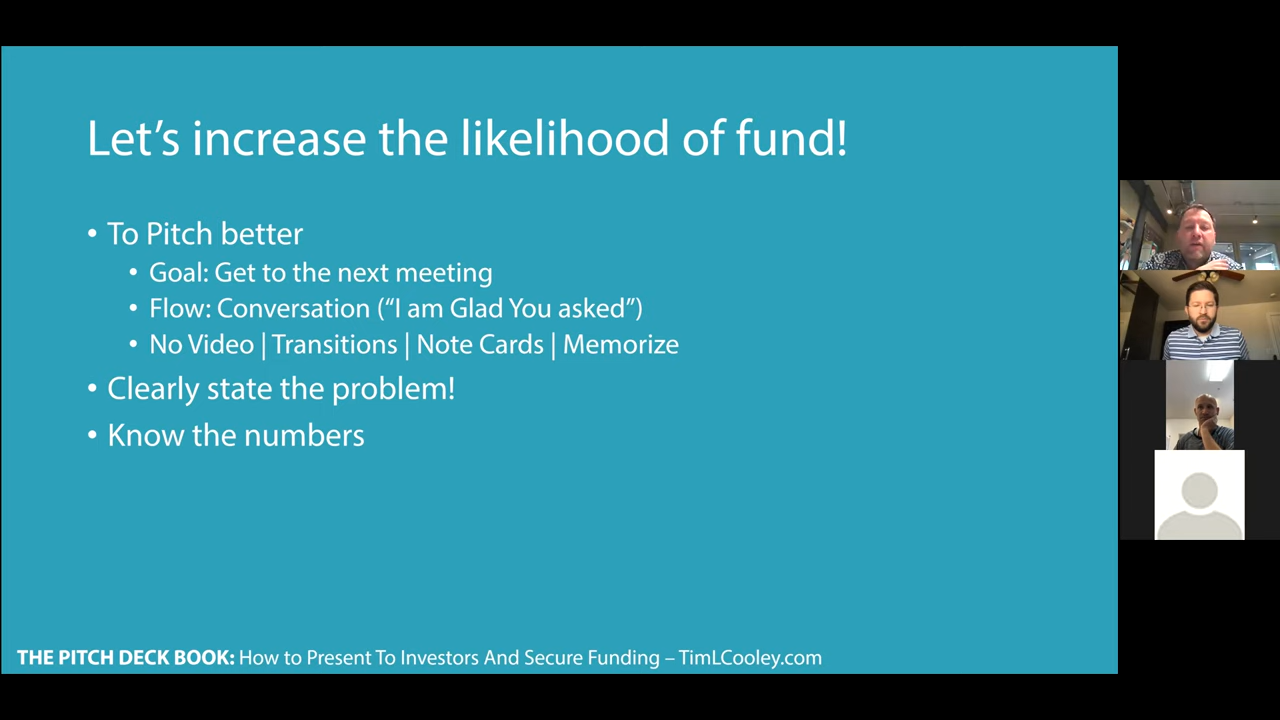 Let’s increase the likelihood of fund!
• To Pitch better
• Goal: Get to the next meeting
• Flow: Conversation (“I am Glad You asked”)
• No Video | Transitions | Note Cards | Memorize
• Clearly state the problem!
• Know the numbers
THE PITCH DECK BOOK: How to Present To Investors And Secure Funding – TimLCooley.com